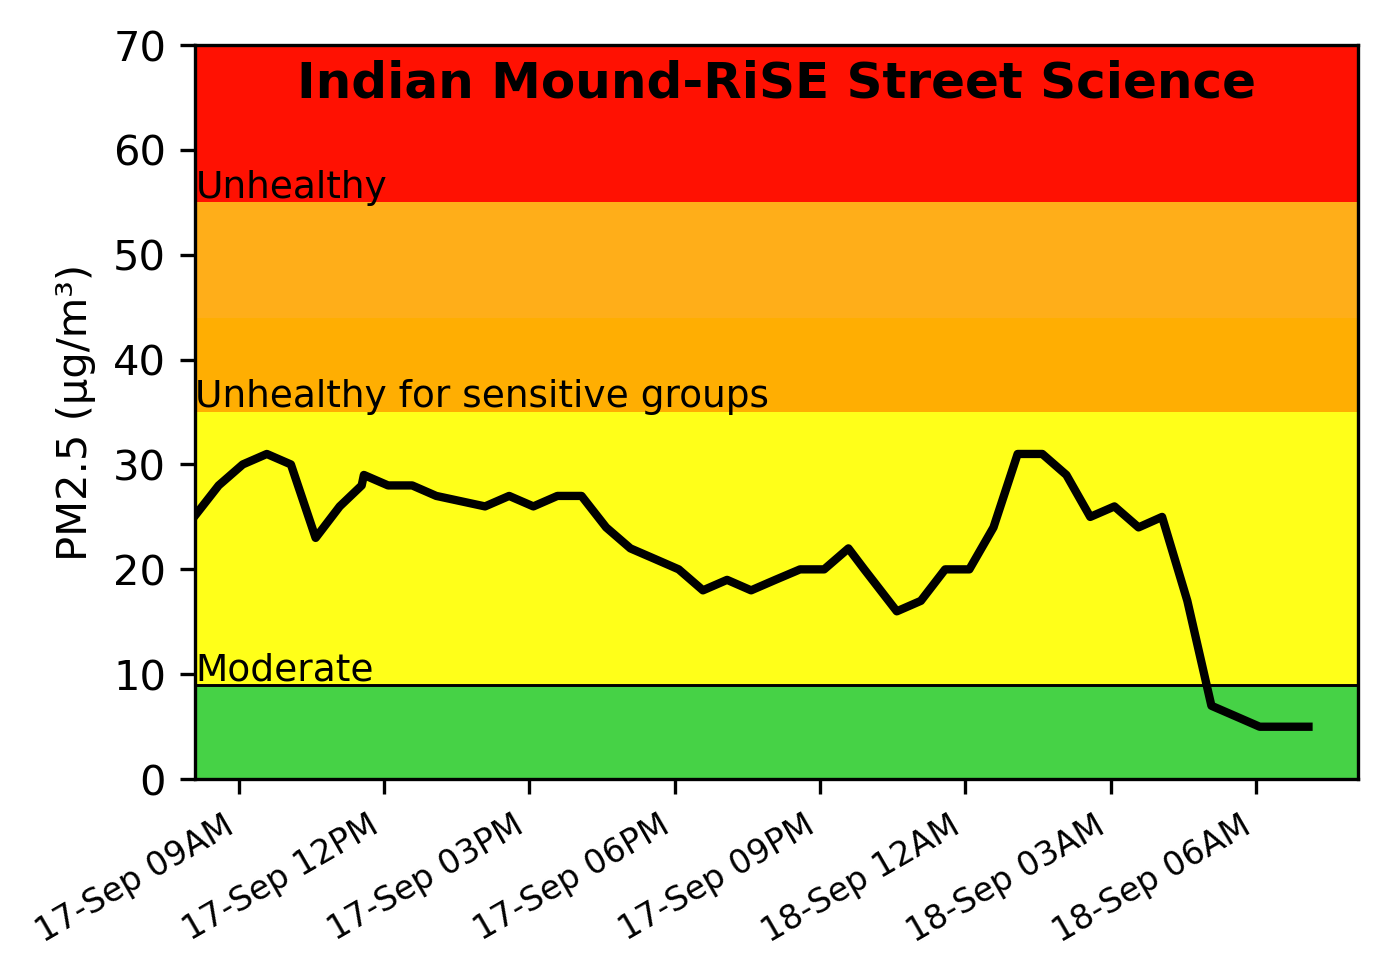 Indian Mound-RiSE Street Science
70
60
Unhealthy
50
40
Unhealthy for sensitive groups
30
20
10
Moderate
0
PM2.5 (μg/m³)
17-Sep 09AM
17-Sep 12PM
17-Sep 03PM
17-Sep 06PM
17-Sep 09PM
18-Sep 12AM
18-Sep 03AM
18-Sep 06AM